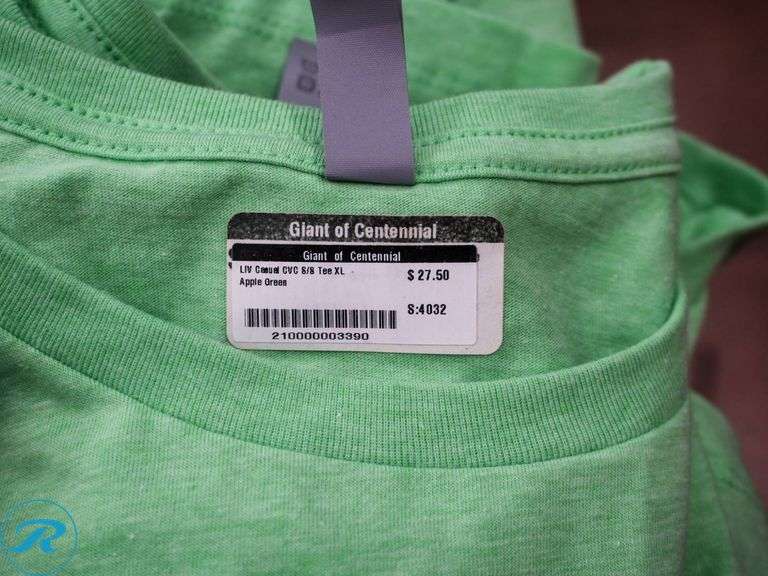 Giant of Centennial
Giant of Centennial
LIV Casual CVC S/S Tee XL -
$ 27.50
Apple Green
S:4032
210000003390
R